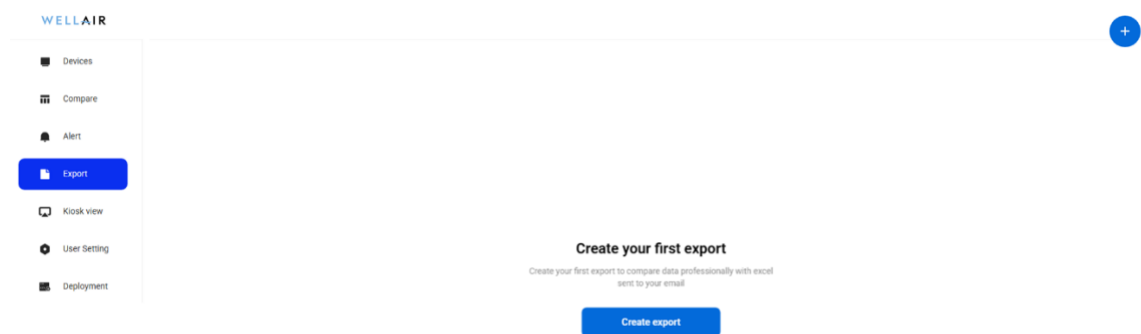 WELLAIR
Devices
Compare
Alert
Export
Kiosk view
User Setting
Deployment
Create your first export
Create your first export to compare data professionally with excel
sent to your email
Create export